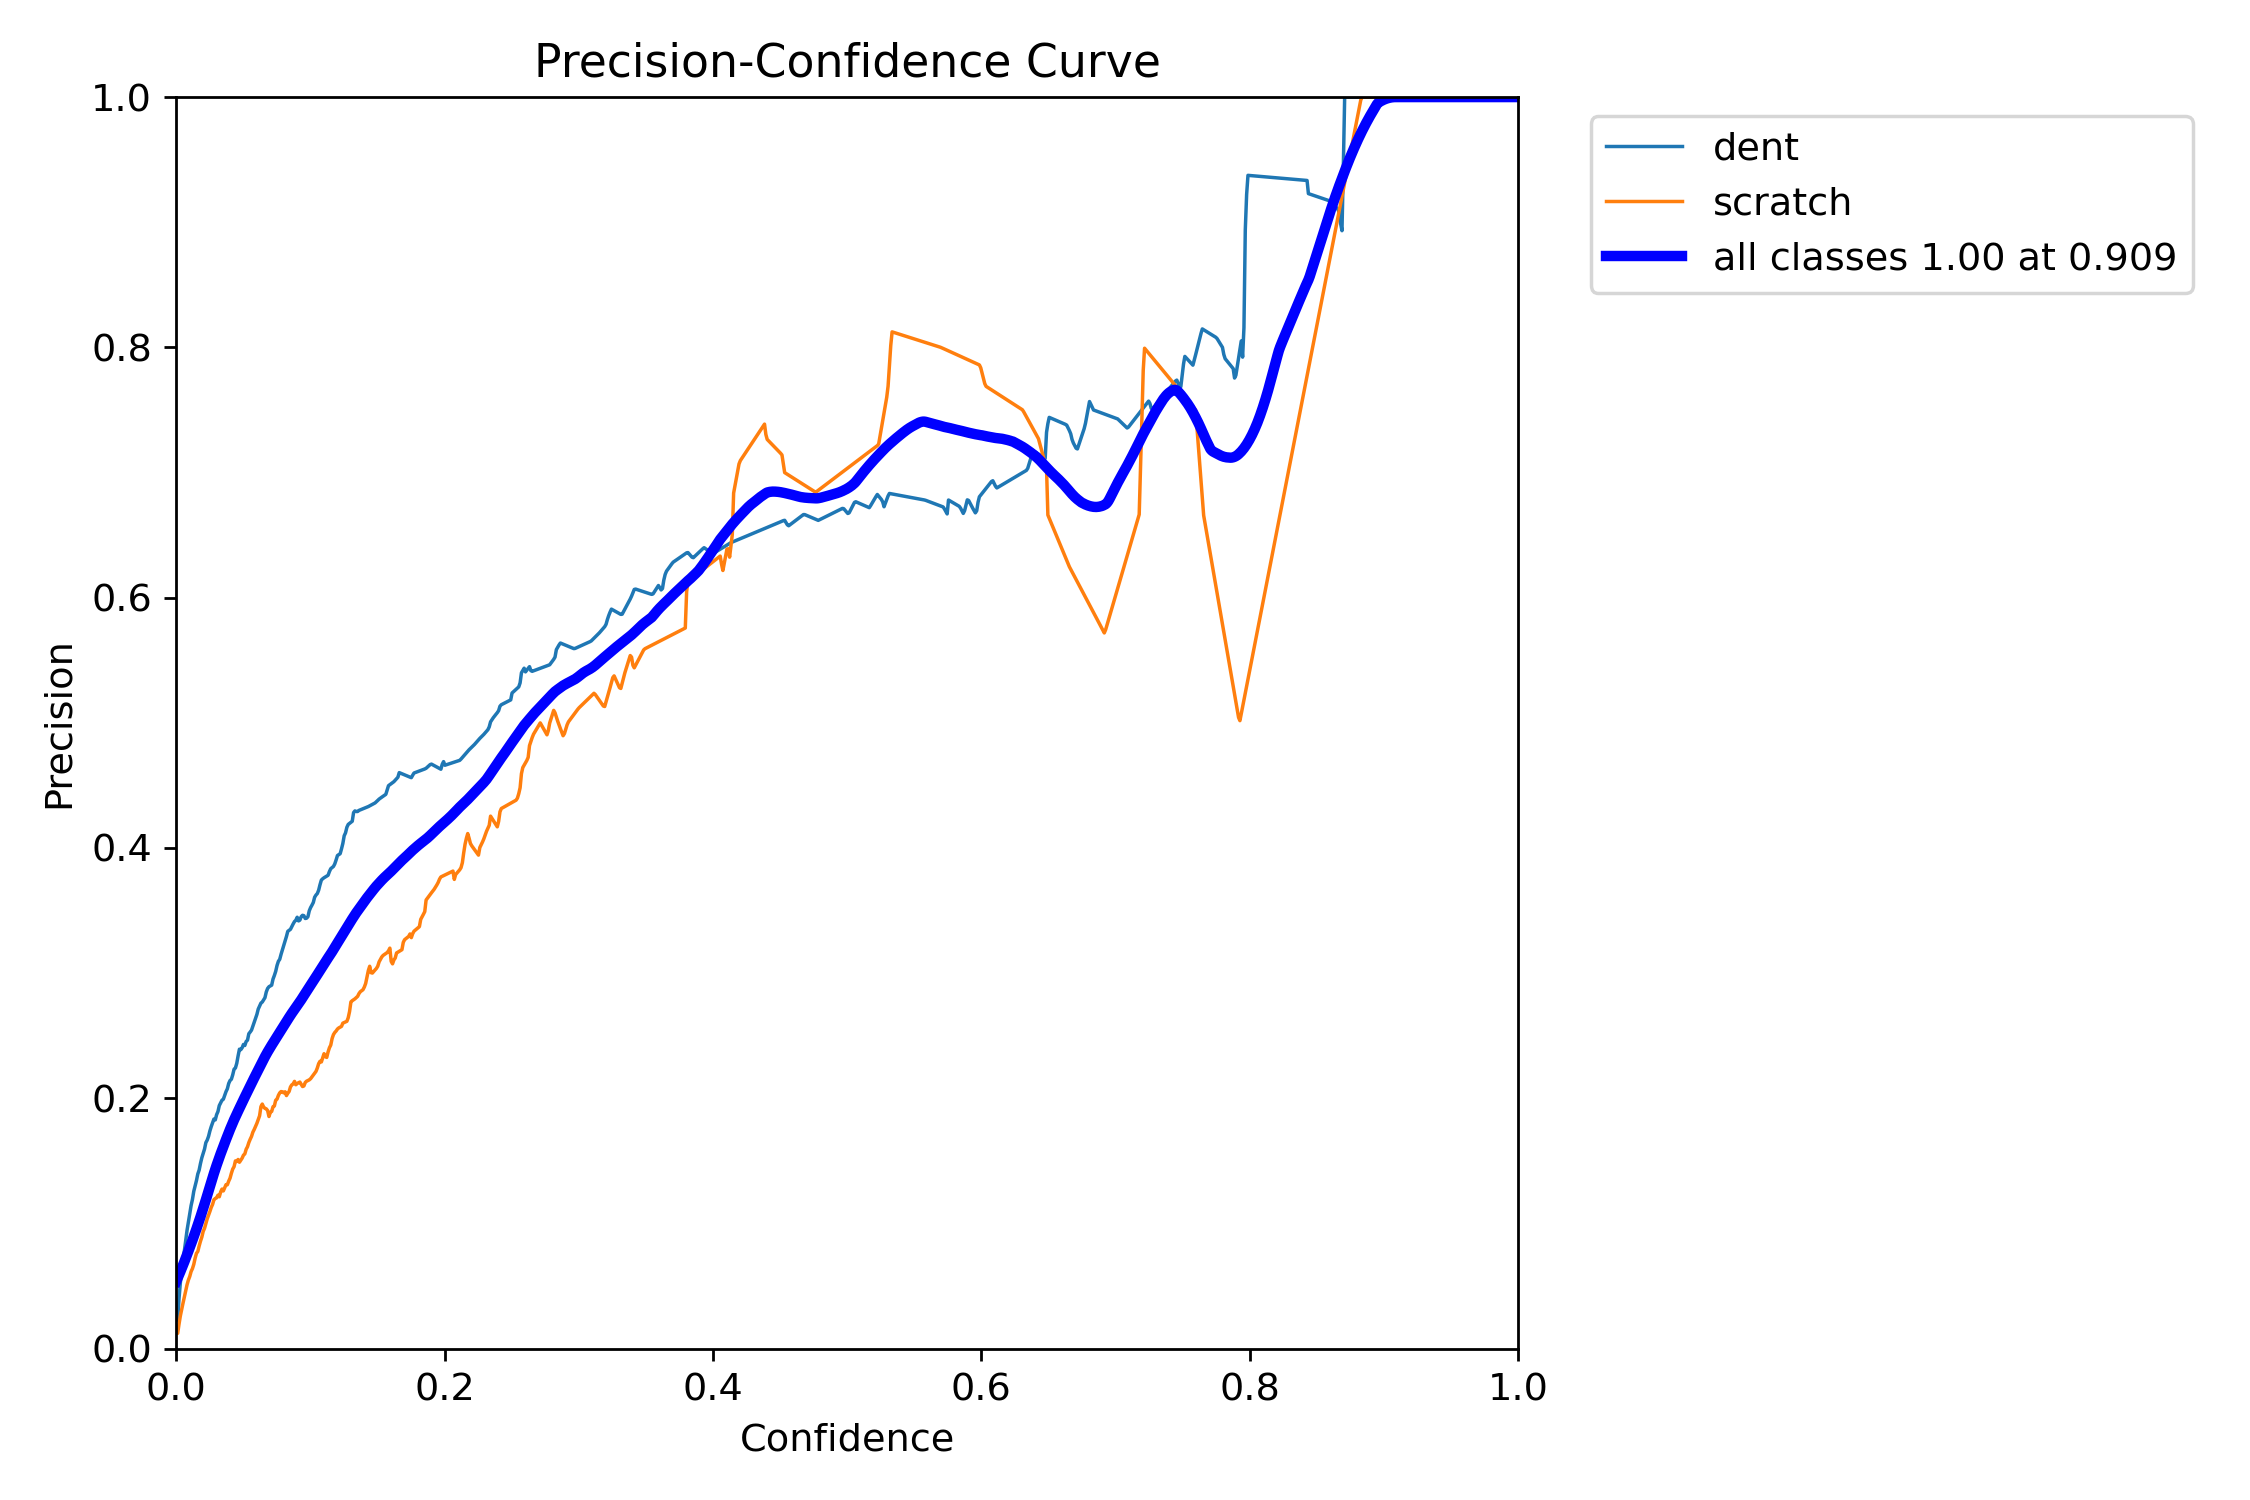 Precision-Confidence Curve
1.0
0.8
0.6
0.4
0.2
0.0
Precision
0.0 0.2 0.4 0.6 0.8 1.0
Confidence
dent
scratch
all classes 1.00 at 0.909